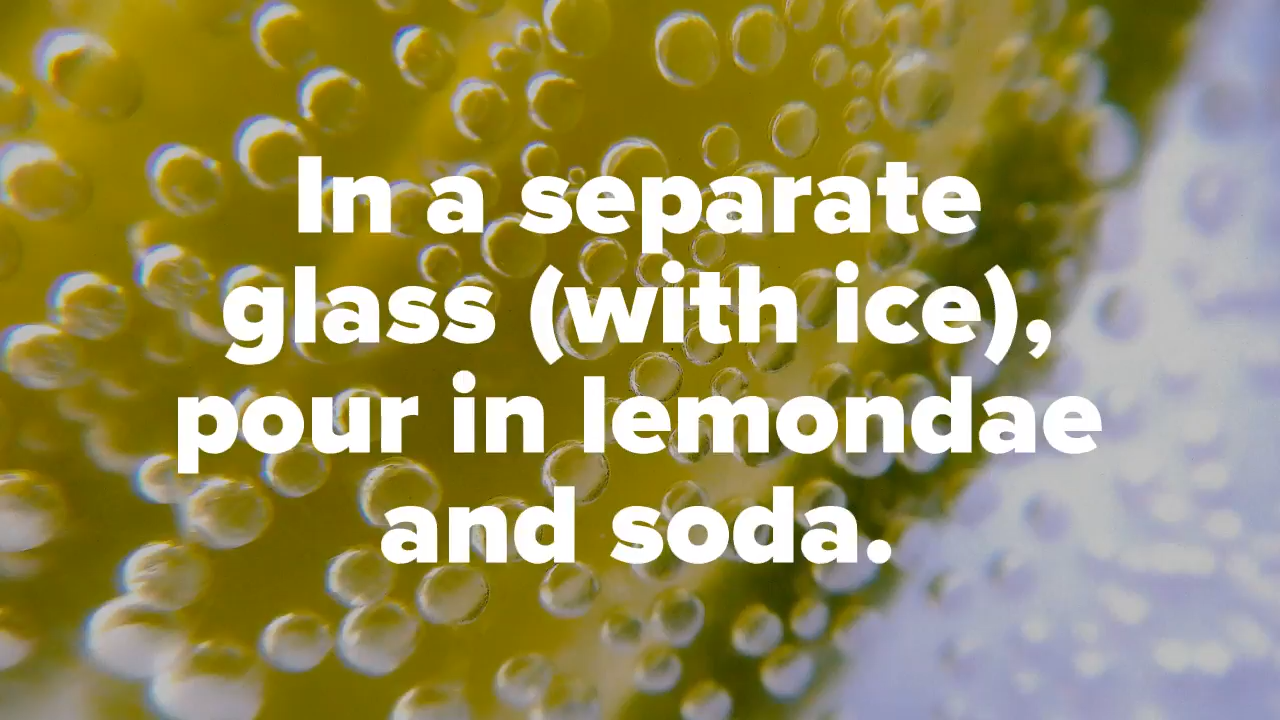 In a separate
glass (with ice),
pour in lemondae
and soda.